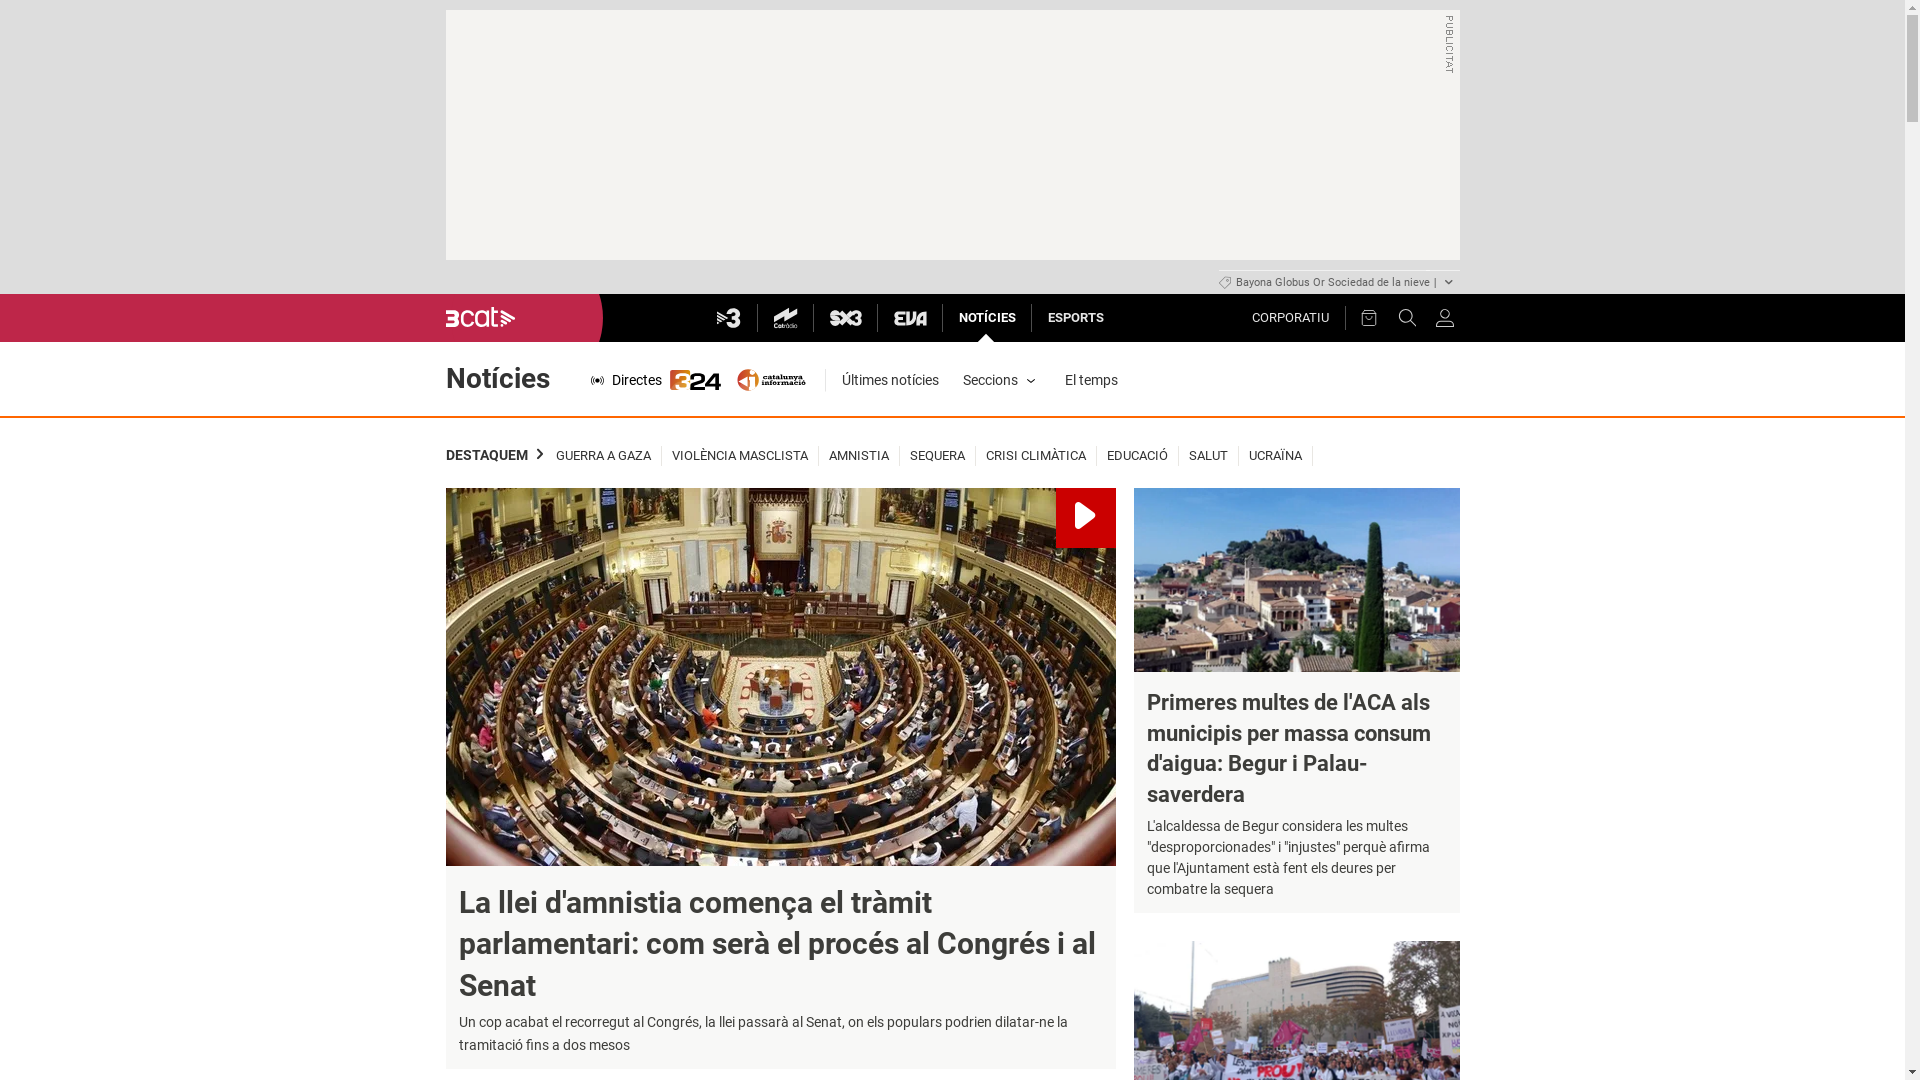 PUBLICITAT
Bayona Globus Or Sociedad de la nieve |
3cat
3
Catràdio
SX3
EVA
NOTÍCIES
ESPORTS
CORPORATIU
Notícies
Directes
324
catalunya
informació
Últimes notícies
Seccions
El temps
DESTAQUEM
GUERRA A GAZA
VIOLÈNCIA MASCLISTA
AMNISTIA
SEQUERA
CRISI CLIMÀTICA
EDUCACIÓ
SALUT
UCRAÏNA
La llei d'amnistia comença el tràmit
parlamentari: com serà el procés al Congrés i al
Senat
Un cop acabat el recorregut al Congrés, la llei passarà al Senat, on els populars podrien dilatar-ne la
tramitació fins a dos mesos
Primeres multes de l'ACA als
municipis per massa consum
d'aigua: Begur i Palau-
saverdera
L'alcaldessa de Begur considera les multes
"desproporcionades" i "injustes" perquè afirma
que l'Ajuntament està fent els deures per
combatre la sequera
PROU!